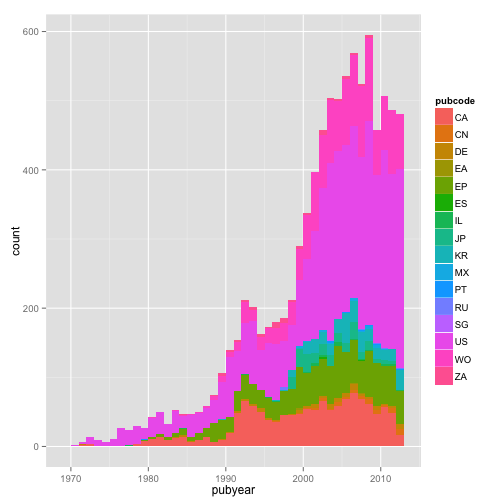 600
400
200
0
count
1970
1980
1990
2000
2010
pubyear
pubcode
CA
CN
DE
EA
EP
ES
IL
JP
KR
MX
PT
RU
SG
US
WO
ZA